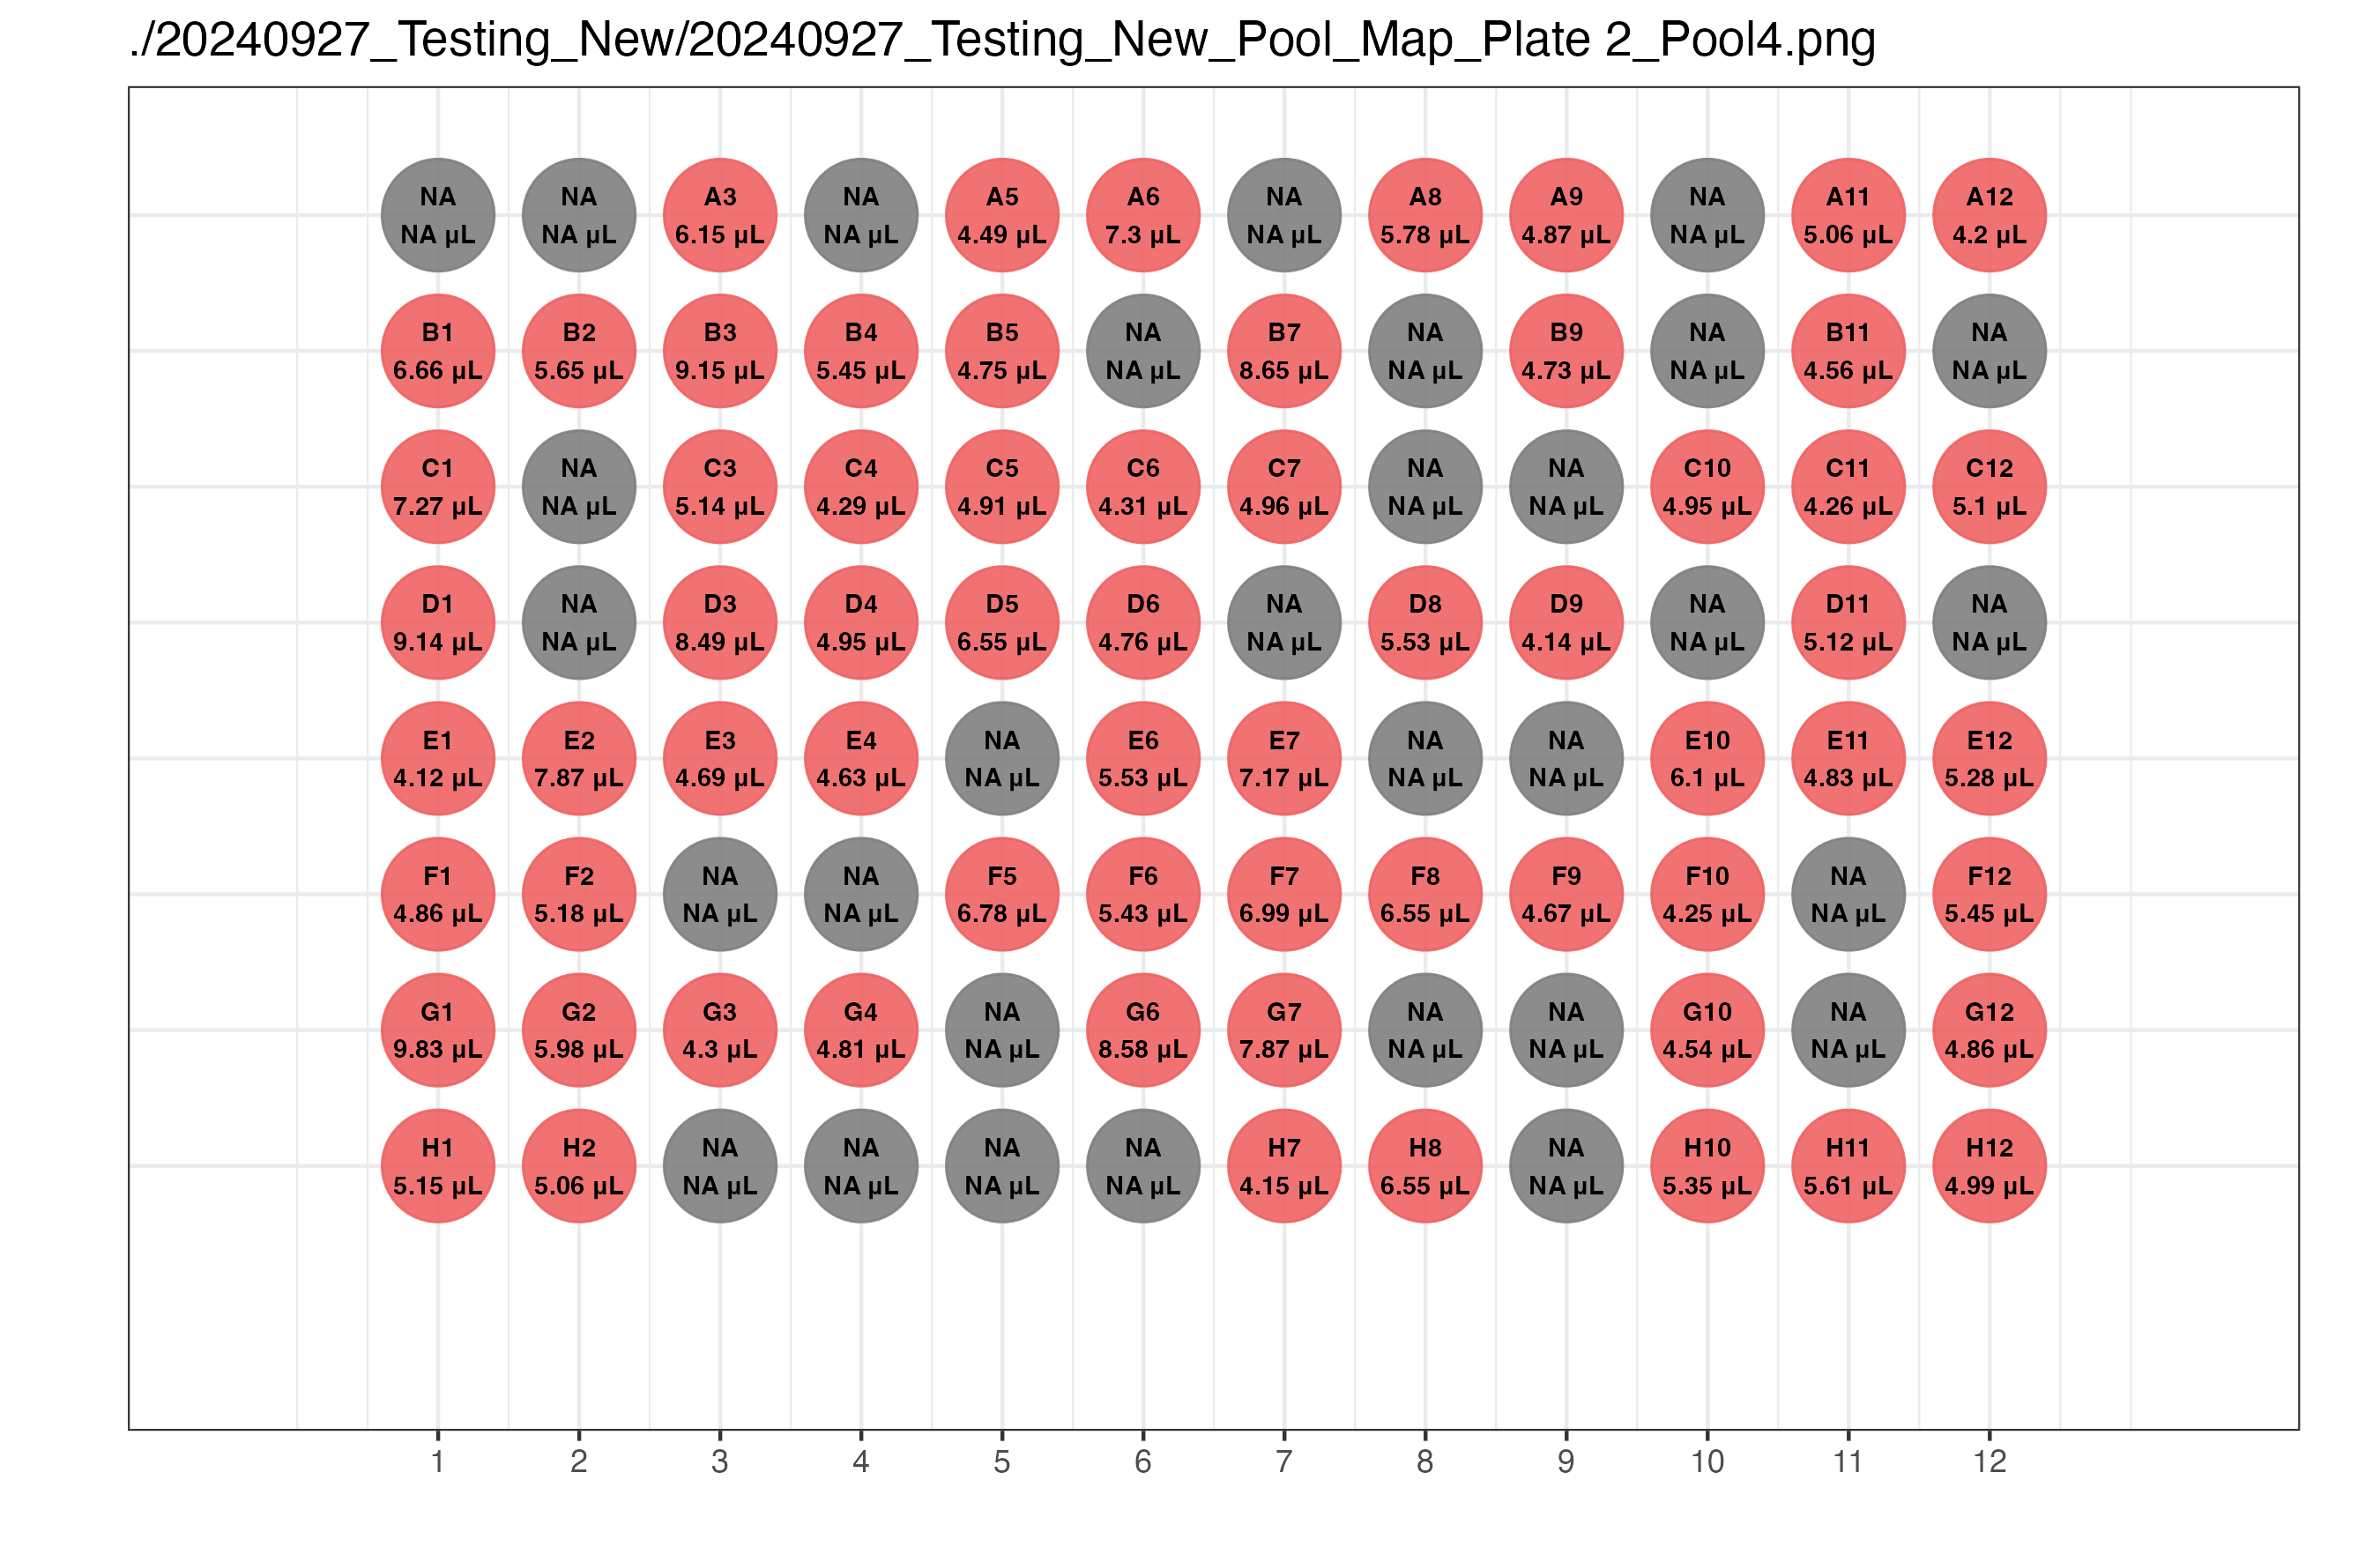 ./20240927_Testing_New/20240927_Testing_New_Pool_Map_Plate 2_Pool4.png
NA NA A3 NA A5 A6 NA A8 A9 NA A11 A12
NA µL NA µL 6.15 µL NA µL 4.49 µL 7.3 µL NA µL 5.78 µL 4.87 µL NA µL 5.06 µL 4.2 µL
B1 B2 B3 B4 B5 NA B7 NA B9 NA B11 NA
6.66 µL 5.65 µL 9.15 µL 5.45 µL 4.75 µL NA µL 8.65 µL NA µL 4.73 µL NA µL 4.56 µL NA µL
C1 NA C3 C4 C5 C6 C7 NA NA C10 C11 C12
7.27 µL NA µL 5.14 µL 4.29 µL 4.91 µL 4.31 µL 4.96 µL NA µL NA µL 4.95 µL 4.26 µL 5.1 µL
D1 NA D3 D4 D5 D6 NA D8 D9 NA D11 NA
9.14 µL NA µL 8.49 µL 4.95 µL 6.55 µL 4.76 µL NA µL 5.53 µL 4.14 µL NA µL 5.12 µL NA µL
E1 E2 E3 E4 NA E6 E7 NA NA E10 E11 E12
4.12 µL 7.87 µL 4.69 µL 4.63 µL NA µL 5.53 µL 7.17 µL NA µL NA µL 6.1 µL 4.83 µL 5.28 µL
F1 F2 NA NA F5 F6 F7 F8 F9 F10 NA F12
4.86 µL 5.18 µL NA µL NA µL 6.78 µL 5.43 µL 6.99 µL 6.55 µL 4.67 µL 4.25 µL NA µL 5.45 µL
G1 G2 G3 G4 NA G6 G7 NA NA G10 NA G12
9.83 µL 5.98 µL 4.3 µL 4.81 µL NA µL 8.58 µL 7.87 µL NA µL NA µL 4.54 µL NA µL 4.86 µL
H1 H2 NA NA NA NA H7 H8 NA H10 H11 H12
5.15 µL 5.06 µL NA µL NA µL NA µL NA µL 4.15 µL 6.55 µL NA µL 5.35 µL 5.61 µL 4.99 µL
1 2 3 4 5 6 7 8 9 10 11 12